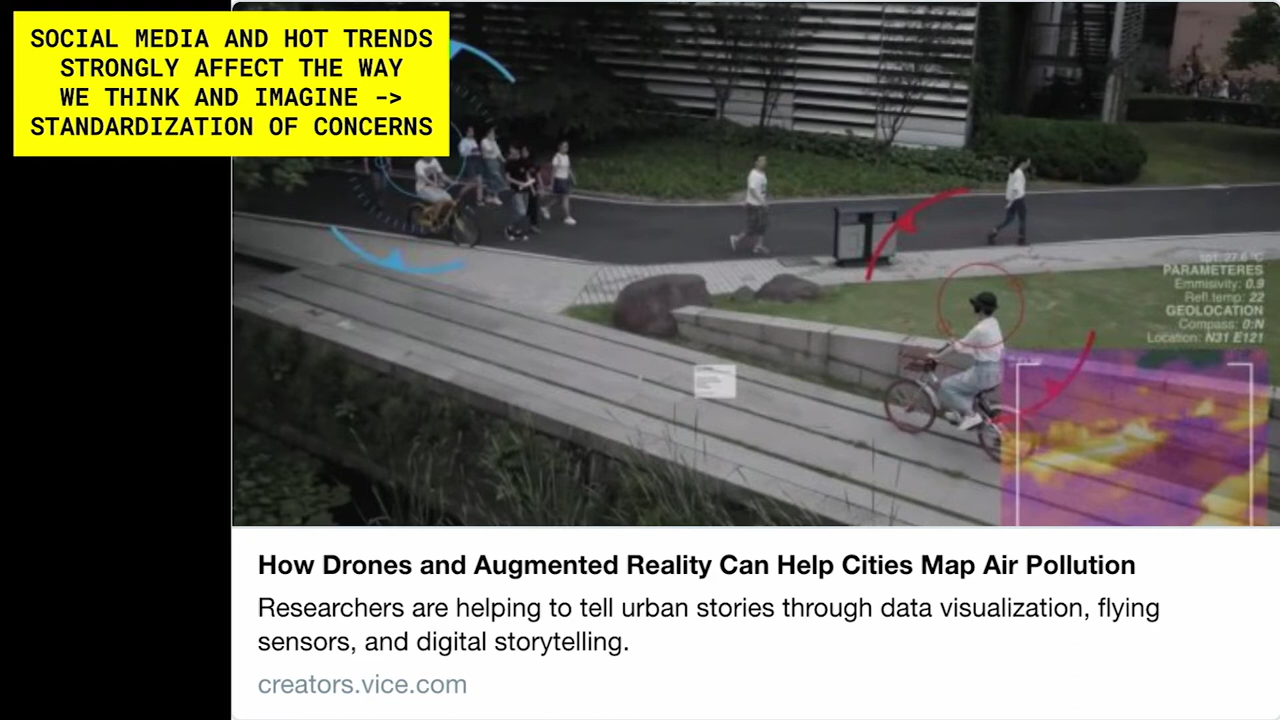 SOCIAL MEDIA AND HOT TRENDS
STRONGLY AFFECT THE WAY
WE THINK AND IMAGINE ->
STANDARDIZATION OF CONCERNS
PARAMETERES
Emmisivity: 0.9
Refl.temp: 22
GEOLOCATION
Compass: 0:N
Location: N31 E121
How Drones and Augmented Reality Can Help Cities Map Air Pollution
Researchers are helping to tell urban stories through data visualization, flying
sensors, and digital storytelling.
creators.vice.com